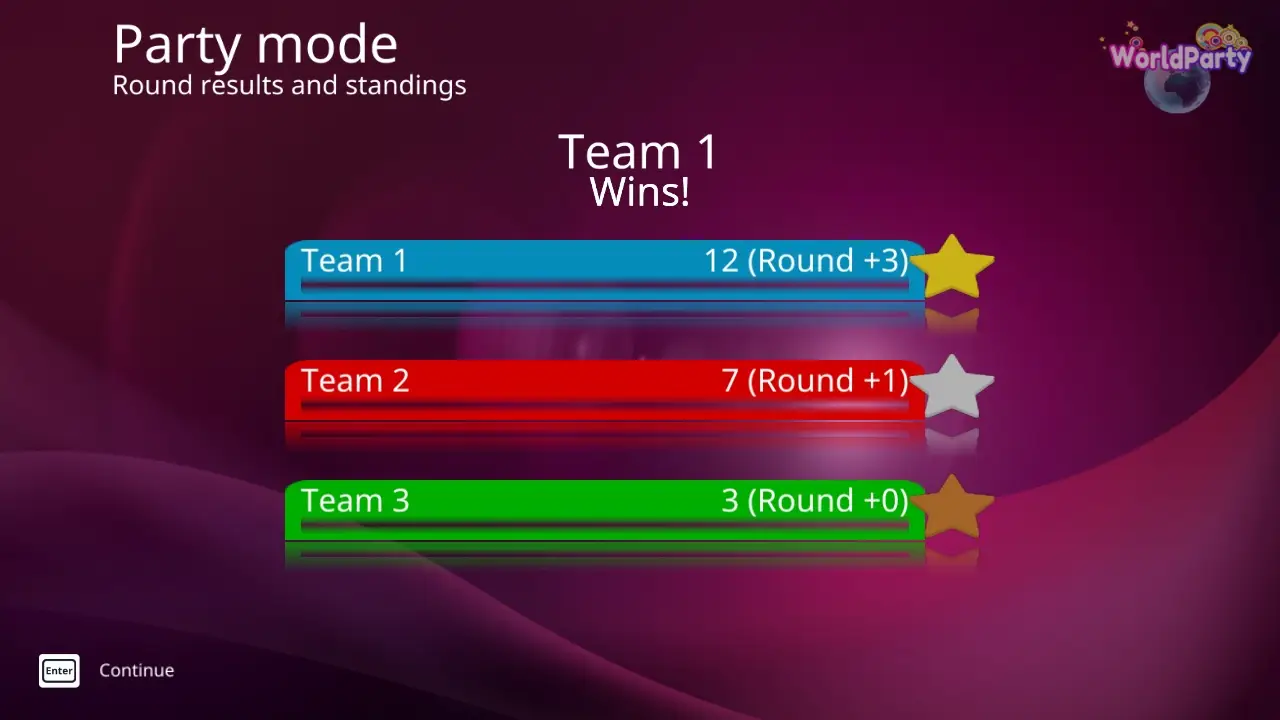 Party mode
Round results and standings
WorldParty
Team 1
Wins!
Team 1 12 (Round +3)
Team 2 7 (Round +1)
Team 3 3 (Round +0)
Enter Continue